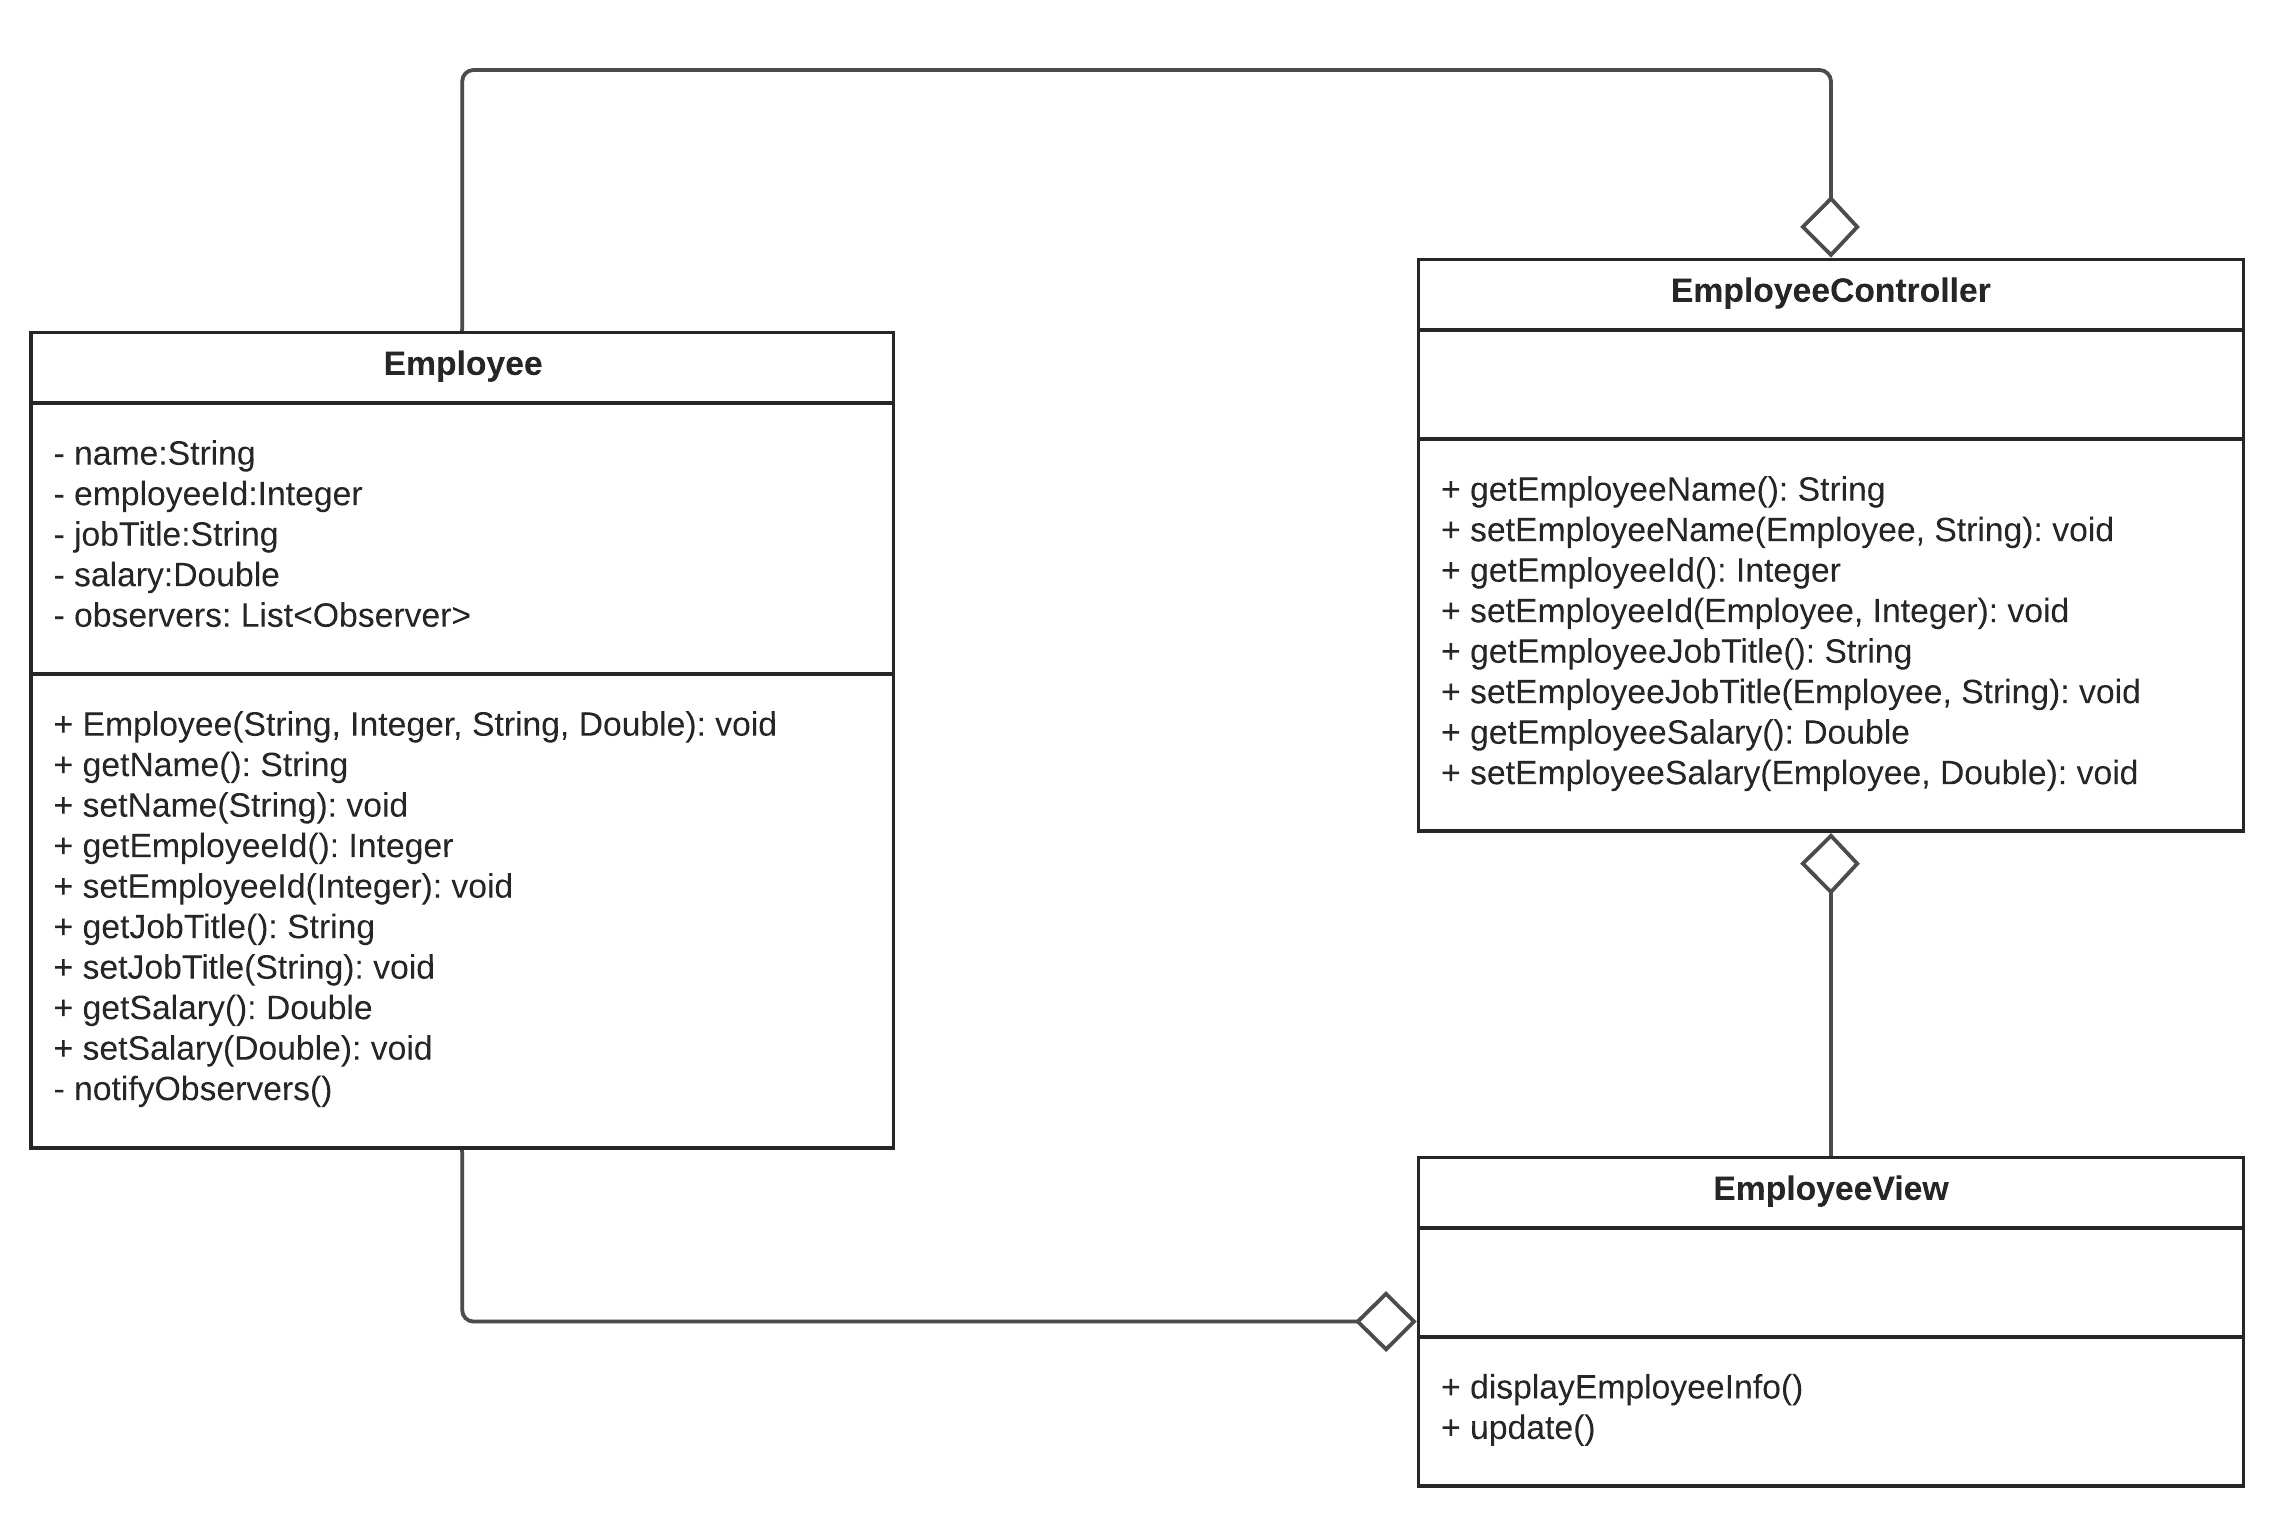 Employee
- name:String
- employeeId:Integer
- jobTitle:String
- salary:Double
- observers: List<Observer>
+ Employee(String, Integer, String, Double): void
+ getName(): String
+ setName(String): void
+ getEmployeeId(): Integer
+ setEmployeeId(Integer): void
+ getJobTitle(): String
+ setJobTitle(String): void
+ getSalary(): Double
+ setSalary(Double): void
- notifyObservers()
EmployeeController
+ getEmployeeName(): String
+ setEmployeeName(Employee, String): void
+ getEmployeeId(): Integer
+ setEmployeeId(Employee, Integer): void
+ getEmployeeJobTitle(): String
+ setEmployeeJobTitle(Employee, String): void
+ getEmployeeSalary(): Double
+ setEmployeeSalary(Employee, Double): void
EmployeeView
+ displayEmployeeInfo()
+ update()